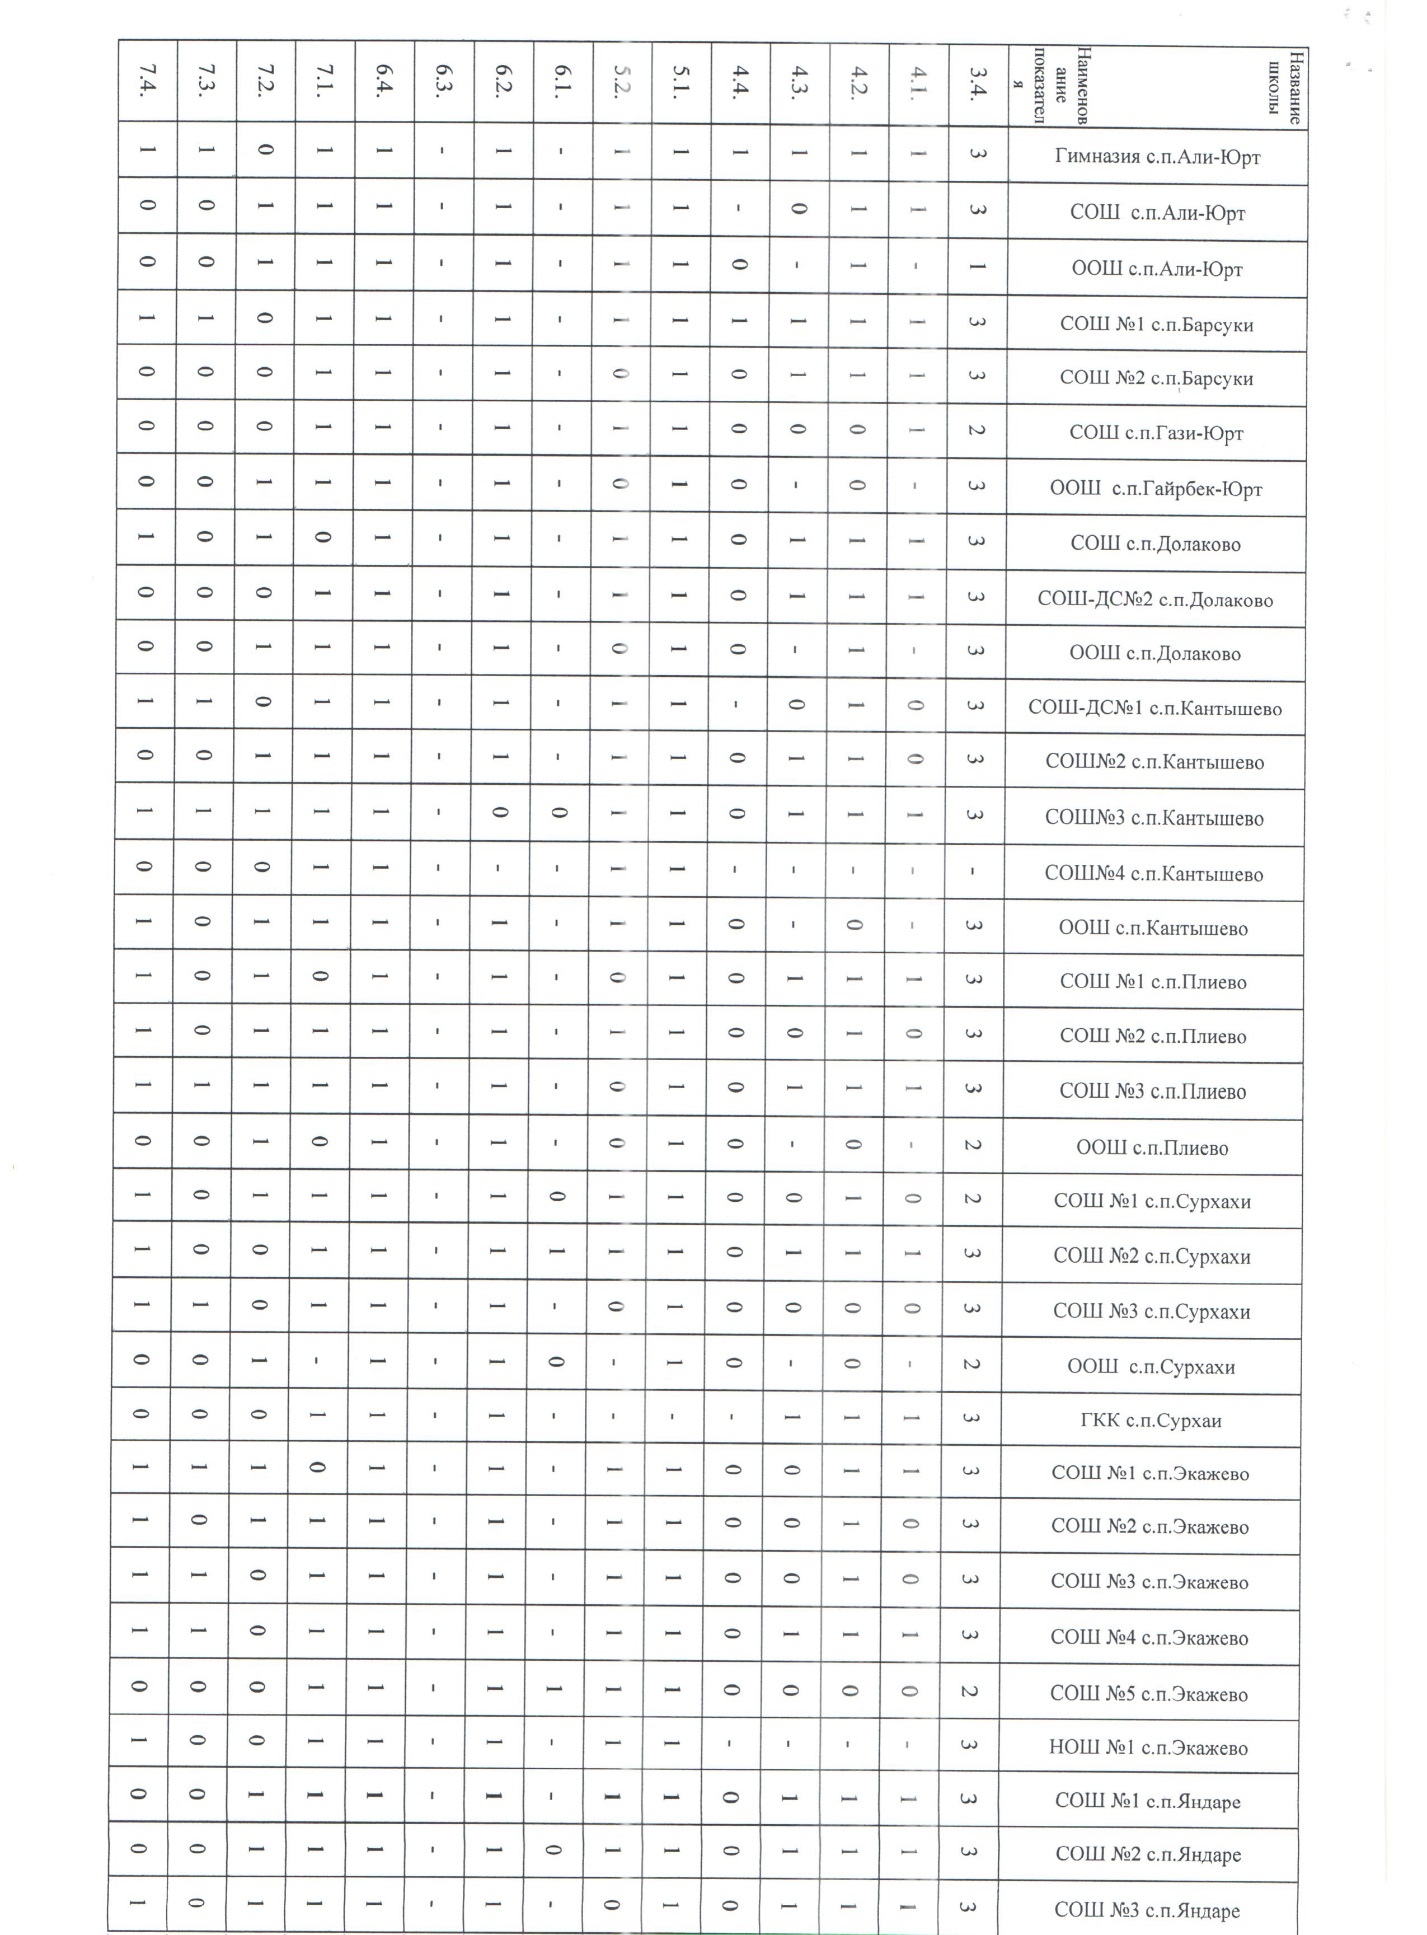 Название
школы
Наименов
ание
показател
я
Гимназия с.п.Али-Юрт
СОШ с.п.Али-Юрт
ООШ с.п.Али-Юрт
СОШ №1 с.п.Барсуки
СОШ №2 с.п.Барсуки
СОШ с.п.Гази-Юрт
ООШ с.п.Гайрбек-Юрт
СОШ с.п.Долаково
СОШ-ДС№2 с.п.Долаково
ООШ с.п.Долаково
СОШ-ДС№1 с.п.Кантышево
СОШ№2 с.п.Кантышево
СОШ№3 с.п.Кантышево
СОШ№4 с.п.Кантышево
ООШ с.п.Кантышево
СОШ №1 с.п.Плиево
СОШ №2 с.п.Плиево
СОШ №3 с.п.Плиево
ООШ с.п.Плиево
СОШ №1 с.п.Сурхахи
СОШ №2 с.п.Сурхахи
СОШ №3 с.п.Сурхахи
ООШ с.п.Сурхахи
ГКК с.п.Сурхаи
СОШ №1 с.п.Экажево
СОШ №2 с.п.Экажево
СОШ №3 с.п.Экажево
СОШ №4 с.п.Экажево
СОШ №5 с.п.Экажево
НОШ №1 с.п.Экажево
СОШ №1 с.п.Яндаре
СОШ №2 с.п.Яндаре
СОШ №3 с.п.Яндаре
3.4. 3 3 1 3 3 2 3 3 3 3 3 3 3 - 3 3 3 3 2 2 3 3 2 3 3 3 3 3 2 3 3 3 3
4.1. 1 1 - 1 1 1 - 1 1 - 0 0 1 - - 1 0 1 - 0 1 0 - 1 1 0 0 1 0 - 1 1 1
4.2. 1 1 1 1 1 0 0 1 1 1 1 1 1 - 0 1 1 1 0 1 1 0 0 1 1 1 1 1 0 - 1 1 1
4.3. 1 0 - 1 1 0 - 1 1 - 0 1 1 - - 1 0 1 - 0 1 0 - 1 0 0 0 1 0 - 1 1 1
4.4. 1 - 0 1 0 0 0 0 0 0 - 0 0 - 0 0 0 0 0 0 0 0 0 - 0 0 0 0 0 - 0 0 0
5.1. 1 1 1 1 1 1 1 1 1 1 1 1 1 1 1 1 1 1 1 1 1 1 1 - 1 1 1 1 1 1 1 1 1
5.2. 1 1 1 1 0 1 0 1 1 0 1 1 1 1 1 0 1 0 0 1 1 0 - - 1 1 1 1 1 1 1 1 0
6.1. - - - - - - - - - - - - 0 - - - - - - 0 1 - 0 - - - - - 1 - - 0 -
6.2. 1 1 1 1 1 1 1 1 1 1 1 1 0 - 1 1 1 1 1 1 1 1 1 1 1 1 1 1 1 1 1 1 1
6.3. - - - - - - - - - - - - - - - - - - - - - - - - - - - - - - - - -
6.4. 1 1 1 1 1 1 1 1 1 1 1 1 1 1 1 1 1 1 1 1 1 1 1 1 1 1 1 1 1 1 1 1 1
7.1. 1 1 1 1 1 1 1 0 1 1 1 1 1 1 1 0 1 1 0 1 1 1 - 1 0 1 1 1 1 1 1 1 1
7.2. 0 1 1 0 0 0 1 1 0 1 0 1 1 0 1 1 1 1 1 1 0 0 1 0 1 1 0 0 0 0 1 1 1
7.3. 1 0 0 1 0 0 0 0 0 0 1 0 1 0 0 0 0 1 0 0 0 1 0 0 1 0 1 1 0 0 0 0 0
7.4. 1 0 0 1 0 0 0 1 0 0 1 0 1 0 1 1 1 1 0 1 1 1 0 0 1 1 1 1 0 1 0 0 1